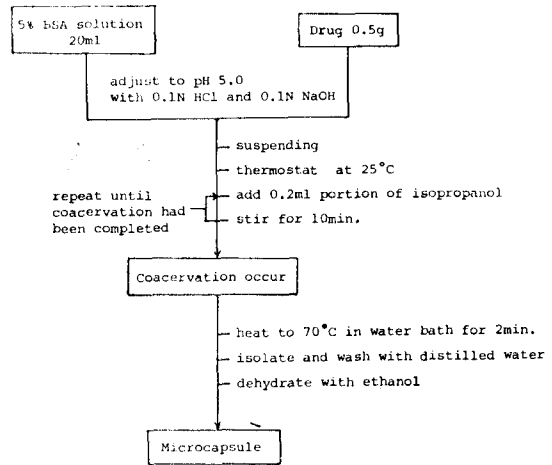 5% bSA solution
20ml
Drug 0.5g
adjust to pH 5.0
with 0.1N HCl and 0.1N NaOH
suspending
thermostat at 25°C
add 0.2ml portion of isopropanol
stir for 10min.
repeat until
coacervation had
been completed
Coacervation occur
heat to 70°C in water bath for 2min.
isolate and wash with distilled water
dehydrate with ethanol
Microcapsule